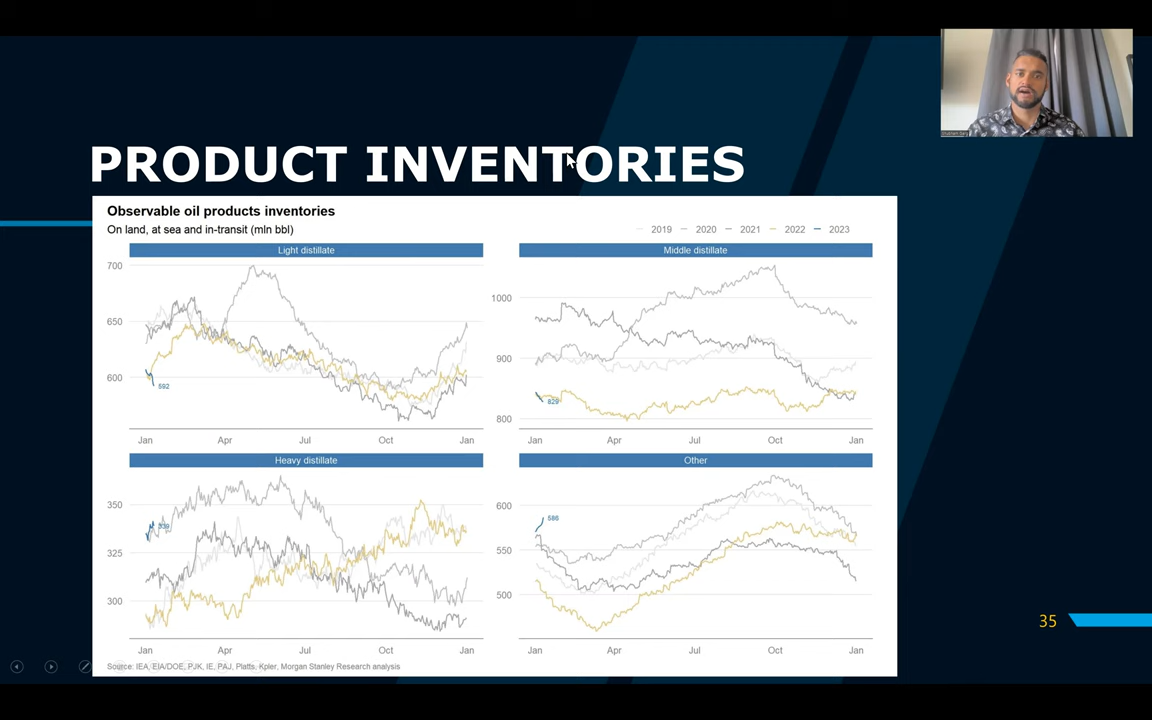 PRODUCT INVENTORIES
Observable oil products inventories
On land, at sea and in-transit (mln bbl)
2019 2020 2021 2022 2023
Light distillate
700
650
600
592
Jan Apr Jul Oct Jan
Middle distillate
1000
900
800
829
Jan Apr Jul Oct Jan
Heavy distillate
350
325
300
339
Jan Apr Jul Oct Jan
Other
600
550
500
586
Jan Apr Jul Oct Jan
Source: IEA, EIA/DOE, PJK, IE, PAJ, Platts, Kpler, Morgan Stanley Research analysis
35